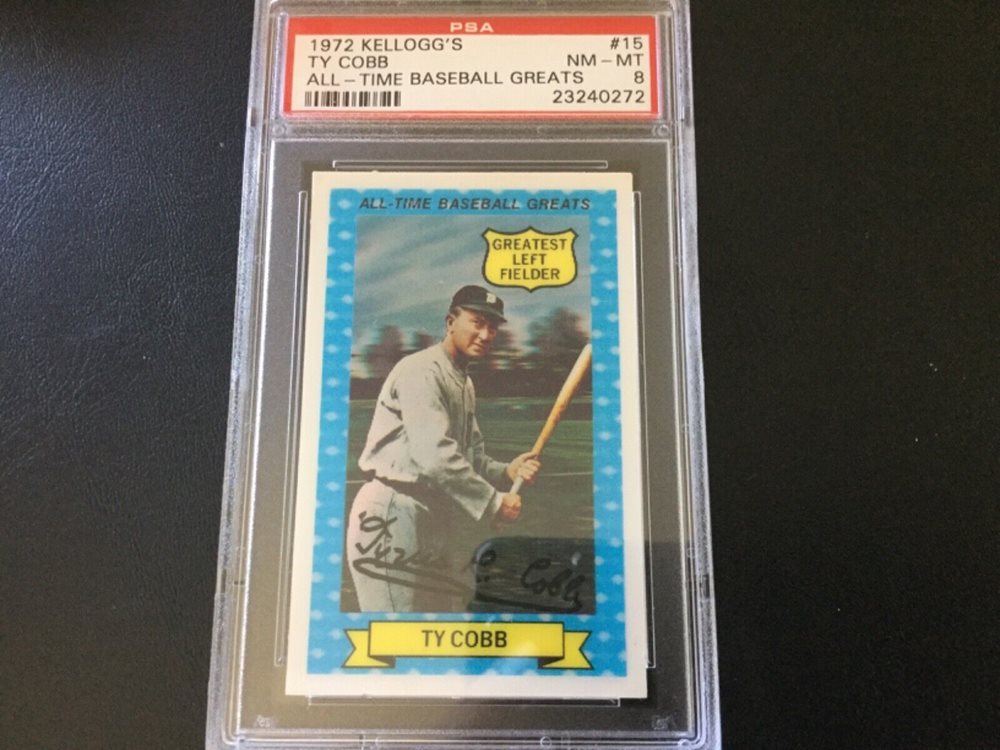 PSA
1972 KELLOGG'S #15
TY COBB NM - MT
ALL - TIME BASEBALL GREATS 8
23240272
ALL-TIME BASEBALL GREATS
GREATEST
LEFT
FIELDER
Cobb
TY COBB